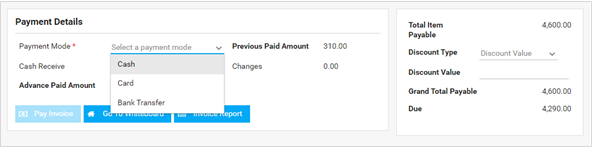 Payment Details
Payment Mode * Select a payment mode Previous Paid Amount 310.00
Cash Receive Cash Changes 0.00
Card
Advance Paid Amount
Bank Transfer
Pay Invoice Go To Whiteboard Invoice Report
Total Item Payable 4,600.00
Discount Type Discount Value
Discount Value
Grand Total Payable 4,600.00
Due 4,290.00